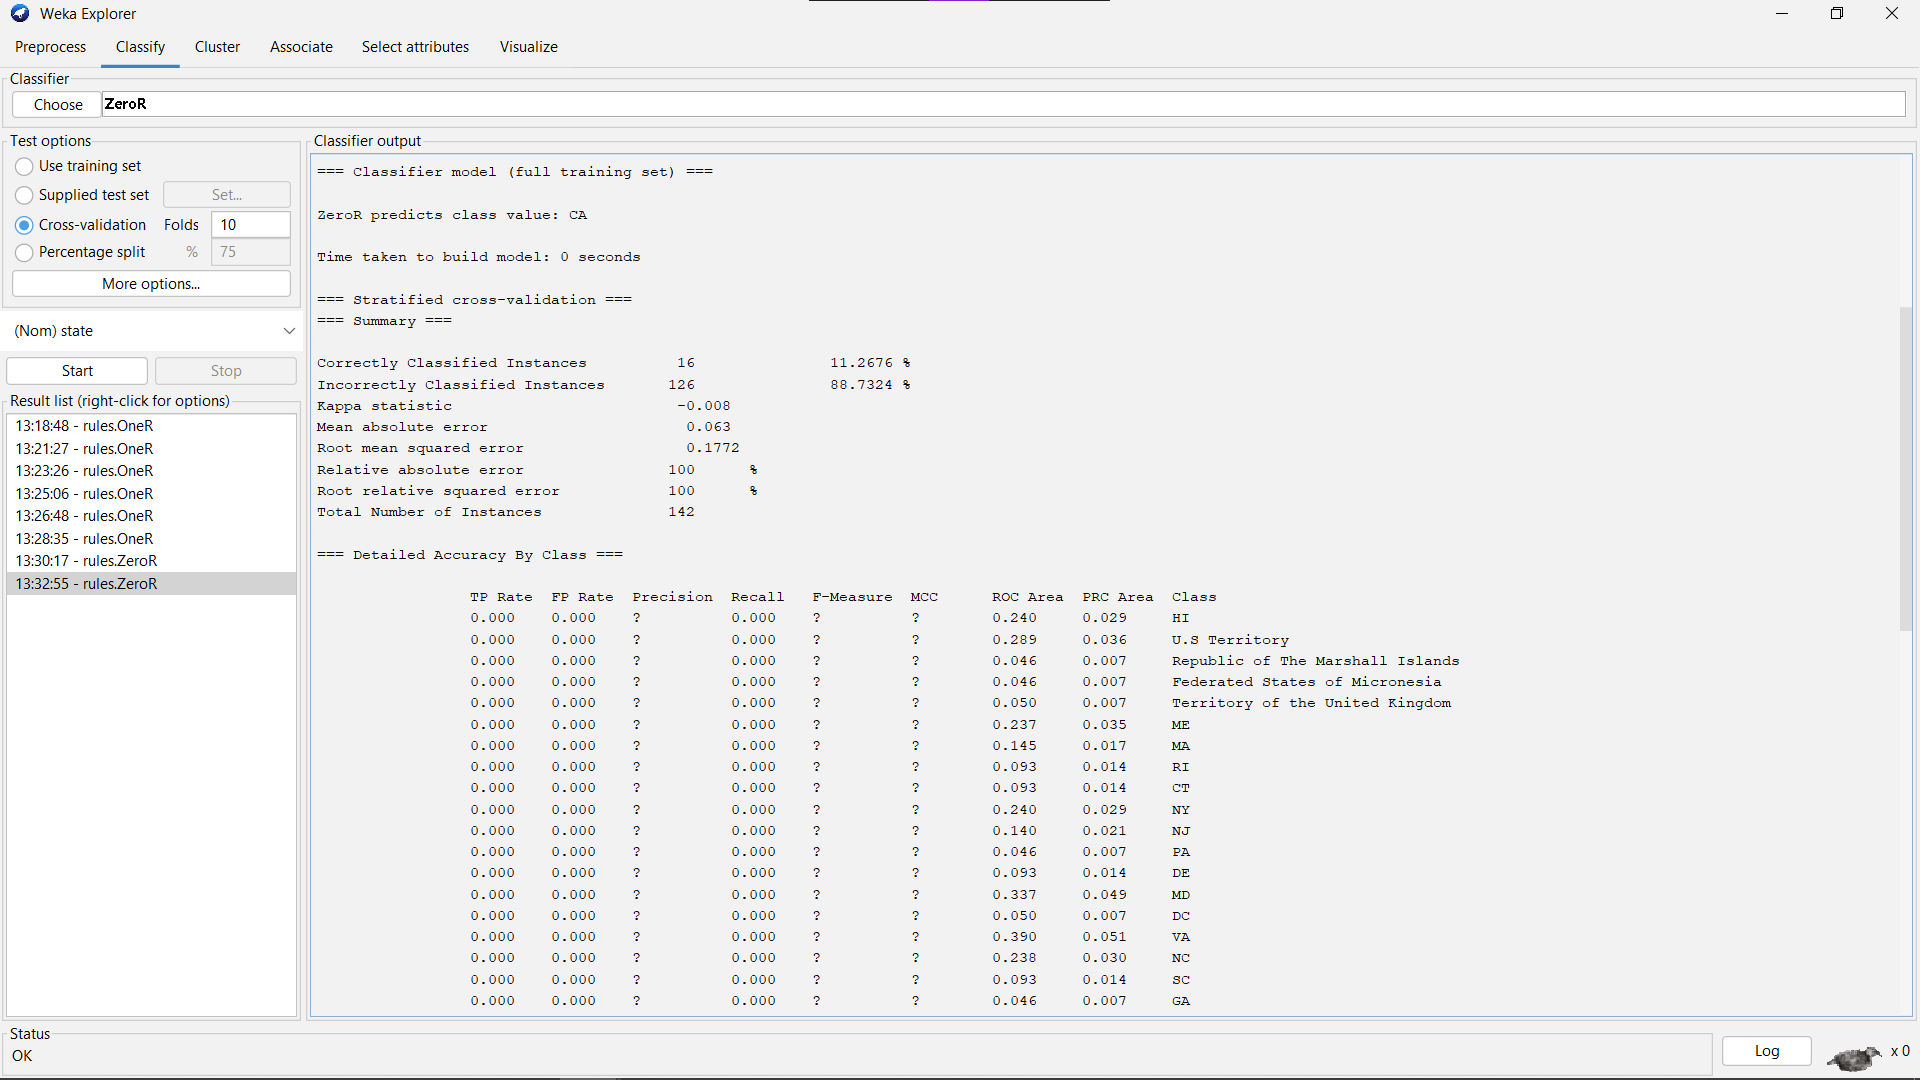 Weka Explorer
Preprocess Classify Cluster Associate Select attributes Visualize
Classifier
Choose ZeroR
Test options
Use training set
Supplied test set Set...
Cross-validation Folds 10
Percentage split % 75
More options...
(Nom) state
Start Stop
Result list (right-click for options)
13:18:48 - rules.OneR
13:21:27 - rules.OneR
13:23:26 - rules.OneR
13:25:06 - rules.OneR
13:26:48 - rules.OneR
13:28:35 - rules.OneR
13:30:17 - rules.ZeroR
13:32:55 - rules.ZeroR
Classifier output
=== Classifier model (full training set) ===
ZeroR predicts class value: CA
Time taken to build model: 0 seconds
=== Stratified cross-validation ===
=== Summary ===
Correctly Classified Instances 16 11.2676 %
Incorrectly Classified Instances 126 88.7324 %
Kappa statistic -0.008
Mean absolute error 0.063
Root mean squared error 0.1772
Relative absolute error 100 %
Root relative squared error 100 %
Total Number of Instances 142
=== Detailed Accuracy By Class ===
TP Rate FP Rate Precision Recall F-Measure MCC ROC Area PRC Area Class
0.000 0.000 ? 0.000 ? ? 0.240 0.029 HI
0.000 0.000 ? 0.000 ? ? 0.289 0.036 U.S Territory
0.000 0.000 ? 0.000 ? ? 0.046 0.007 Republic of The Marshall Islands
0.000 0.000 ? 0.000 ? ? 0.046 0.007 Federated States of Micronesia
0.000 0.000 ? 0.000 ? ? 0.050 0.007 Territory of the United Kingdom
0.000 0.000 ? 0.000 ? ? 0.237 0.035 ME
0.000 0.000 ? 0.000 ? ? 0.145 0.017 MA
0.000 0.000 ? 0.000 ? ? 0.093 0.014 RI
0.000 0.000 ? 0.000 ? ? 0.093 0.014 CT
0.000 0.000 ? 0.000 ? ? 0.240 0.029 NY
0.000 0.000 ? 0.000 ? ? 0.140 0.021 NJ
0.000 0.000 ? 0.000 ? ? 0.046 0.007 PA
0.000 0.000 ? 0.000 ? ? 0.093 0.014 DE
0.000 0.000 ? 0.000 ? ? 0.337 0.049 MD
0.000 0.000 ? 0.000 ? ? 0.050 0.007 DC
0.000 0.000 ? 0.000 ? ? 0.390 0.051 VA
0.000 0.000 ? 0.000 ? ? 0.238 0.030 NC
0.000 0.000 ? 0.000 ? ? 0.093 0.014 SC
0.000 0.000 ? 0.000 ? ? 0.046 0.007 GA
Status
OK
Log x 0